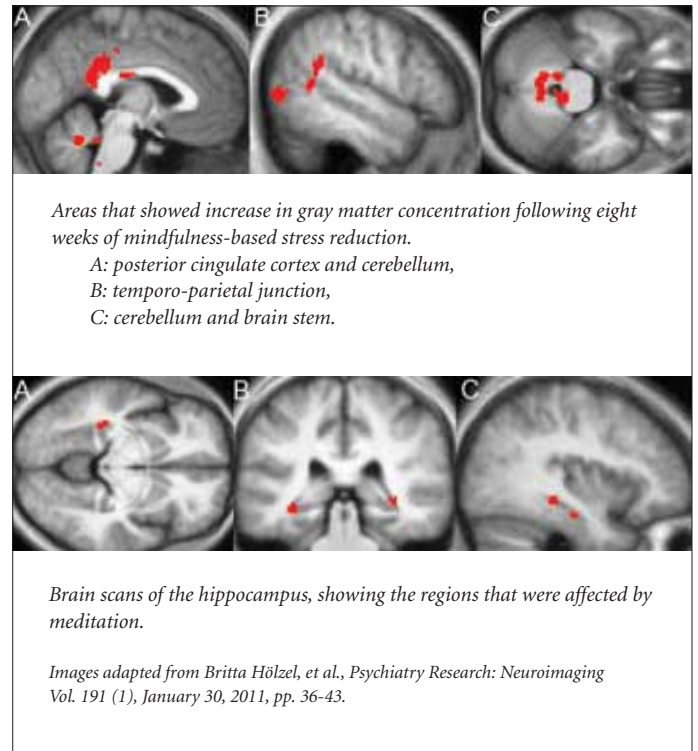 A B C
Areas that showed increase in gray matter concentration following eight
weeks of mindfulness-based stress reduction.
A: posterior cingulate cortex and cerebellum,
B: temporo-parietal junction,
C: cerebellum and brain stem.
A B C
Brain scans of the hippocampus, showing the regions that were affected by
meditation.
Images adapted from Britta Hölzel, et al., Psychiatry Research: Neuroimaging
Vol. 191 (1), January 30, 2011, pp. 36-43.